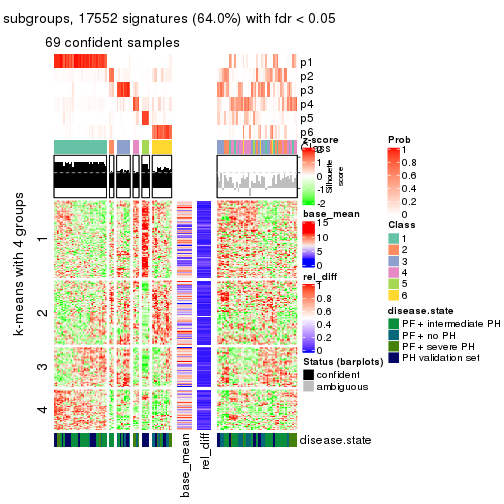 subgroups, 17552 signatures (64.0%) with fdr < 0.05
69 confident samples
p1
p2
p3
p4
p5
p6
Class
z-score
2
1
0
-1
-2
Silhouette
score
k-means with 4 groups
1
2
3
4
base_mean
15
10
5
0
rel_diff
1
0.8
0.6
0.4
0.2
0
Status (barplots)
confident
ambiguous
disease.state
base_mean
rel_diff
Prob
1
0.8
0.6
0.4
0.2
0
Class
1
2
3
4
5
6
disease.state
PF + intermediate PH
PF + no PH
PF + severe PH
PH validation set